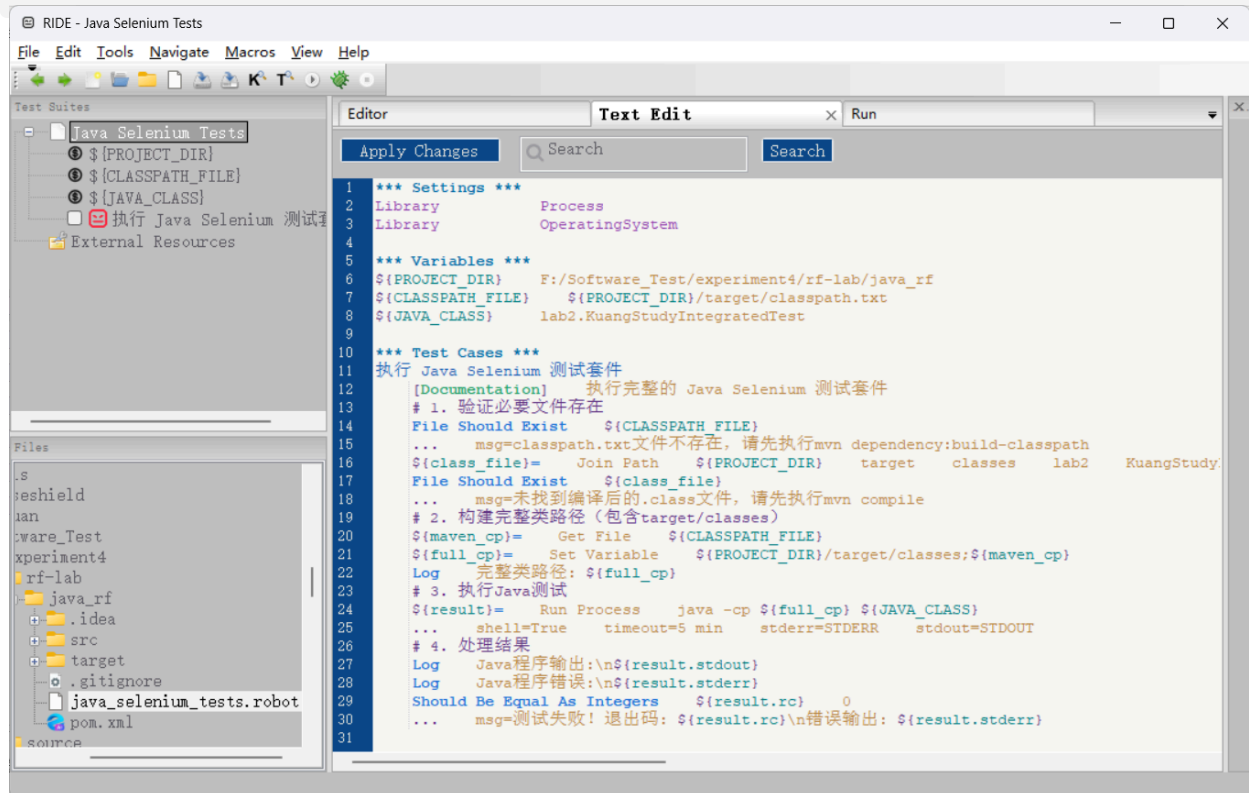 RIDE - Java Selenium Tests
File Edit Tools Navigate Macros View Help
Test Suites
Java Selenium Tests
${PROJECT_DIR}
${CLASSPATH_FILE}
${JAVA_CLASS}
执行 Java Selenium 测试套
External Resources
Files
.s
eshield
uan
tware_Test
xperiment4
rf-lab
java_rf
.idea
src
target
.gitignore
java_selenium_tests.robot
pom.xml
source
Editor Text Edit Run
Apply Changes Search Search
1 *** Settings ***
2 Library Process
3 Library OperatingSystem
4
5 *** Variables ***
6 ${PROJECT_DIR} F:/Software_Test/experiment4/rf-lab/java_rf
7 ${CLASSPATH_FILE} ${PROJECT_DIR}/target/classpath.txt
8 ${JAVA_CLASS} lab2.KuangStudyIntegratedTest
9
10 *** Test Cases ***
11 执行 Java Selenium 测试套件
12 [Documentation] 执行完整的 Java Selenium 测试套件
13 # 1. 验证必要文件存在
14 File Should Exist ${CLASSPATH_FILE}
15 ... msg=classpath.txt文件不存在，请先执行mvn dependency:build-classpath
16 ${class_file}= Join Path ${PROJECT_DIR} target classes lab2 KuangStudy
17 File Should Exist ${class_file}
18 ... msg=未找到编译后的.class文件，请先执行mvn compile
19 # 2. 构建完整类路径（包含target/classes）
20 ${maven_cp}= Get File ${CLASSPATH_FILE}
21 ${full_cp}= Set Variable ${PROJECT_DIR}/target/classes;${maven_cp}
22 Log 完整类路径: ${full_cp}
23 # 3. 执行Java测试
24 ${result}= Run Process java -cp ${full_cp} ${JAVA_CLASS}
25 ... shell=True timeout=5 min stderr=STDERR stdout=STDOUT
26 # 4. 处理结果
27 Log Java程序输出:\n${result.stdout}
28 Log Java程序错误:\n${result.stderr}
29 Should Be Equal As Integers ${result.rc} 0
30 ... msg=测试失败! 退出码: ${result.rc}\n错误输出: ${result.stderr}
31